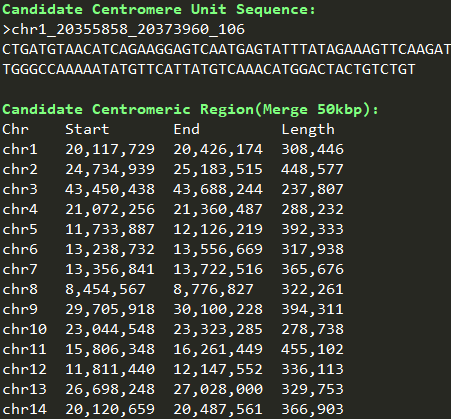 Candidate Centromere Unit Sequence:
>chr1_20355858_20373960_106
CTGATGTAACATCAGAAGGAGTCAATGAGTATTTATAGAAAGTTCAAGAT
TGGGCCAAAAATATGTTCATTATGTCAAACATGGACTACTGTCTGT
Candidate Centromeric Region(Merge 50kbp):
Chr Start End Length
chr1 20,117,729 20,426,174 308,446
chr2 24,734,939 25,183,515 448,577
chr3 43,450,438 43,688,244 237,807
chr4 21,072,256 21,360,487 288,232
chr5 11,733,887 12,126,219 392,333
chr6 13,238,732 13,556,669 317,938
chr7 13,356,841 13,722,516 365,676
chr8 8,454,567 8,776,827 322,261
chr9 29,705,918 30,100,228 394,311
chr10 23,044,548 23,323,285 278,738
chr11 15,806,348 16,261,449 455,102
chr12 11,811,440 12,147,552 336,113
chr13 26,698,248 27,028,000 329,753
chr14 20,120,659 20,487,561 366,903